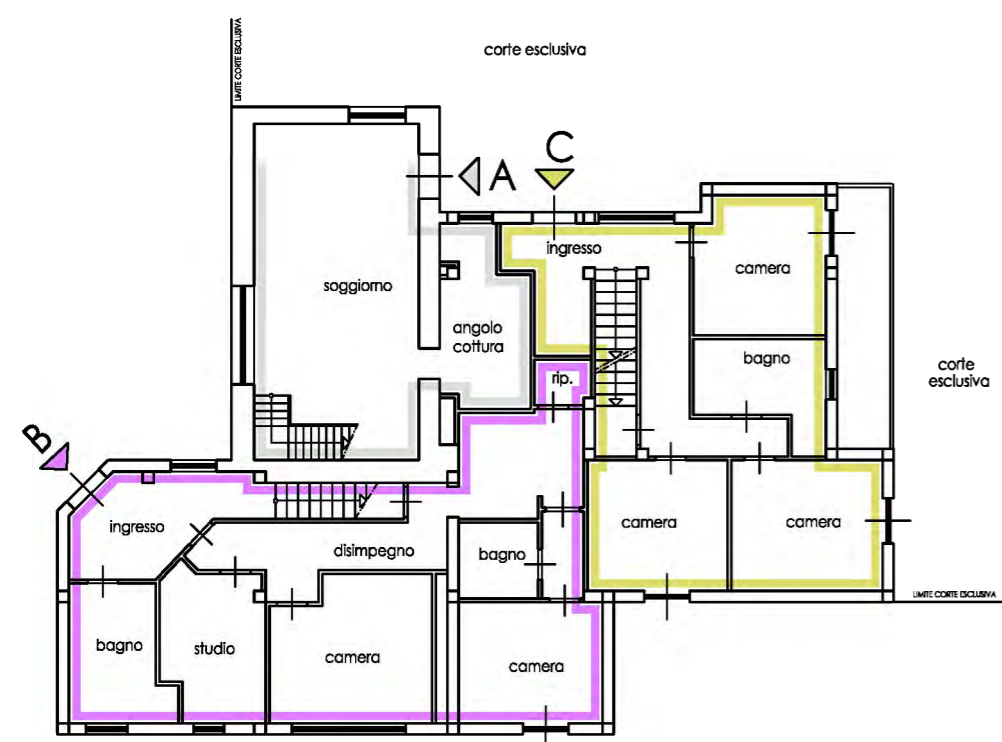 LIMITE CORTE ESCLUSIVA
corte esclusiva
C
A
ingresso
camera
soggiorno
angolo
cottura
bagno
corte
esclusiva
rip.
B
ingresso
camera
camera
disimpegno
bagno
LIMITE CORTE ESCLUSIVA
bagno
studio
camera
camera